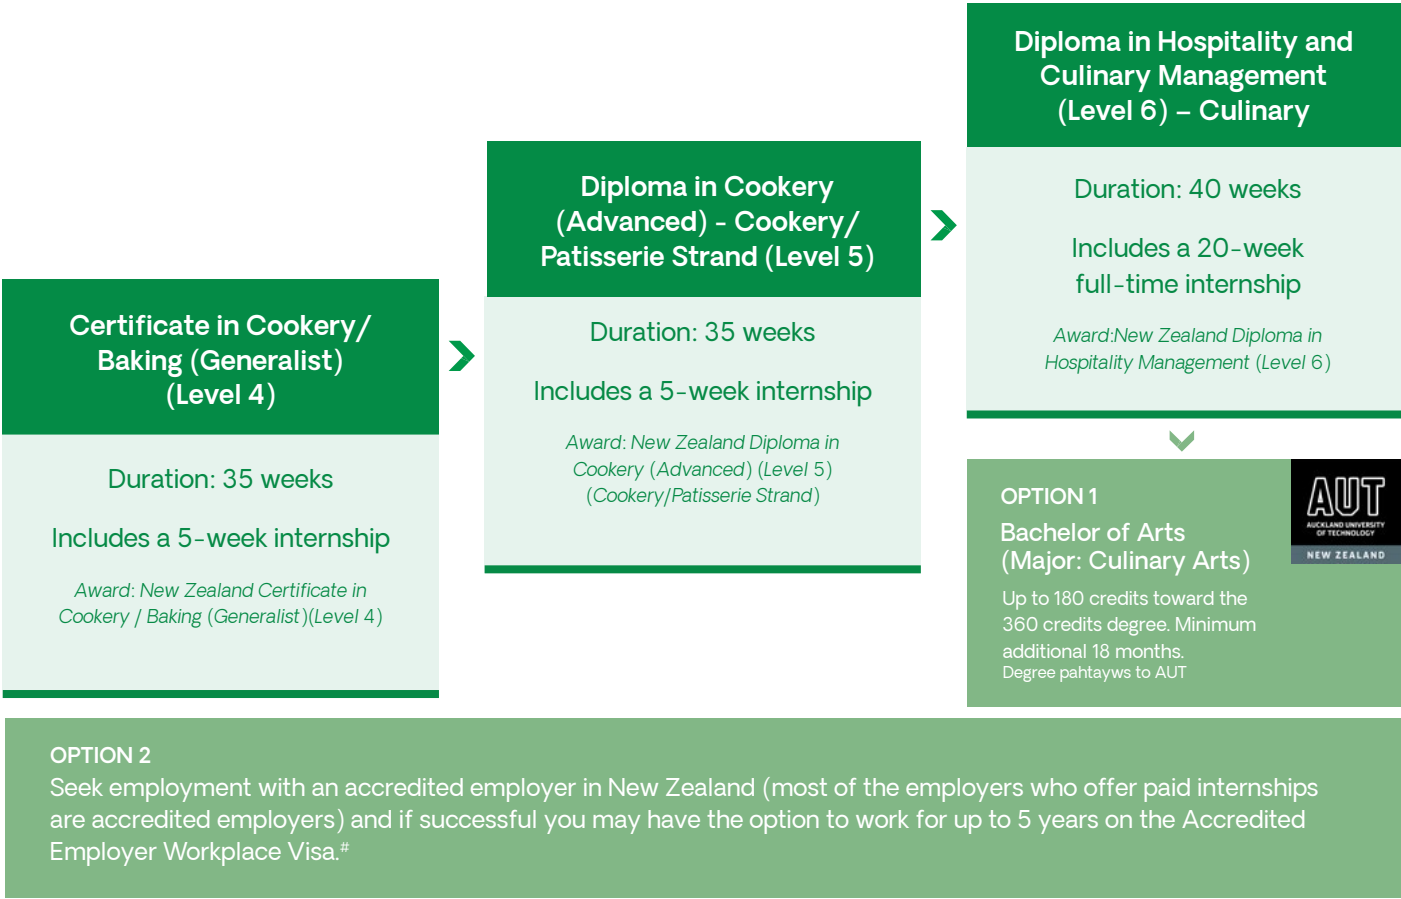 Certificate in Cookery/
Baking (Generalist)
(Level 4)
Duration: 35 weeks
Includes a 5-week internship
Award: New Zealand Certificate in
Cookery / Baking (Generalist)(Level 4)
Diploma in Cookery
(Advanced) - Cookery/
Patisserie Strand (Level 5)
Duration: 35 weeks
Includes a 5-week internship
Award: New Zealand Diploma in
Cookery (Advanced) (Level 5)
(Cookery/Patisserie Strand)
Diploma in Hospitality and
Culinary Management
(Level 6) – Culinary
Duration: 40 weeks
Includes a 20-week
full-time internship
Award:New Zealand Diploma in
Hospitality Management (Level 6)
OPTION 1
Bachelor of Arts
(Major: Culinary Arts)
Up to 180 credits toward the
360 credits degree. Minimum
additional 18 months.
Degree pahtayws to AUT
AUT
AUCKLAND UNIVERSITY
OF TECHNOLOGY
NEW ZEALAND
OPTION 2
Seek employment with an accredited employer in New Zealand (most of the employers who offer paid internships
are accredited employers) and if successful you may have the option to work for up to 5 years on the Accredited
Employer Workplace Visa.#